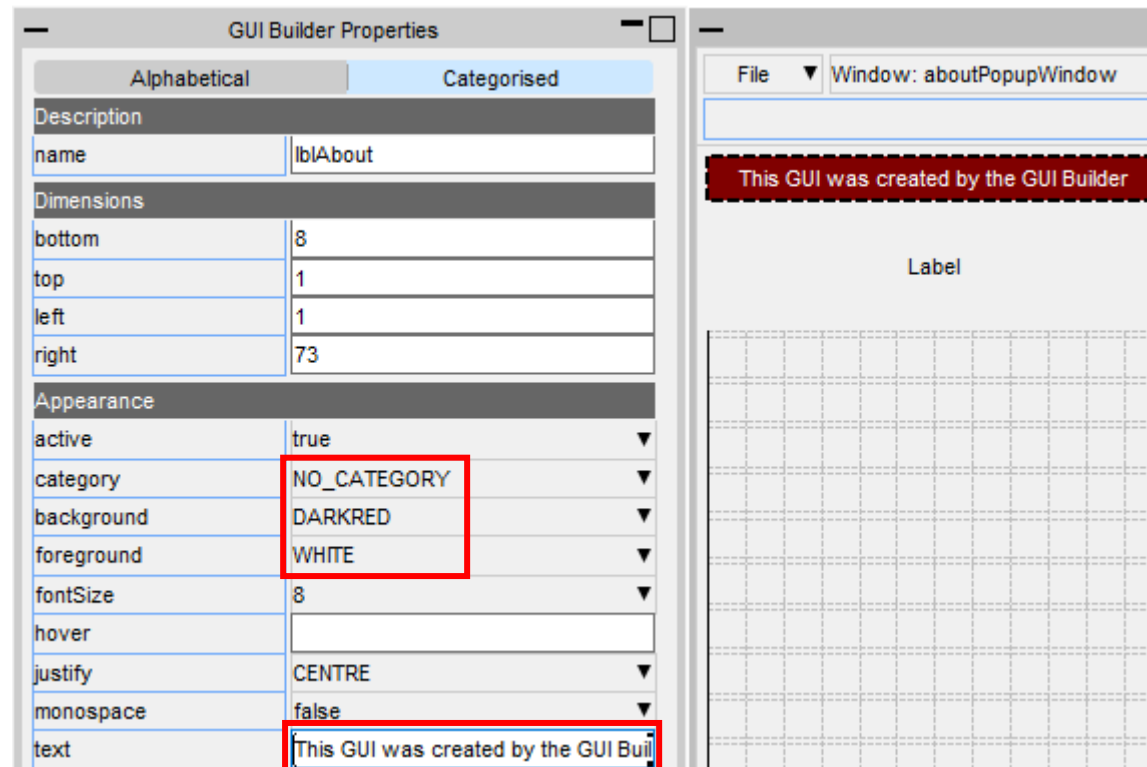 GUI Builder Properties
Alphabetical Categorised
Description
name lblAbout
Dimensions
bottom 8
top 1
left 1
right 73
Appearance
active true
category NO_CATEGORY
background DARKRED
foreground WHITE
fontSize 8
hover
justify CENTRE
monospace false
text This GUI was created by the GUI Buil
File Window: aboutPopupWindow
This GUI was created by the GUI Builder
Label